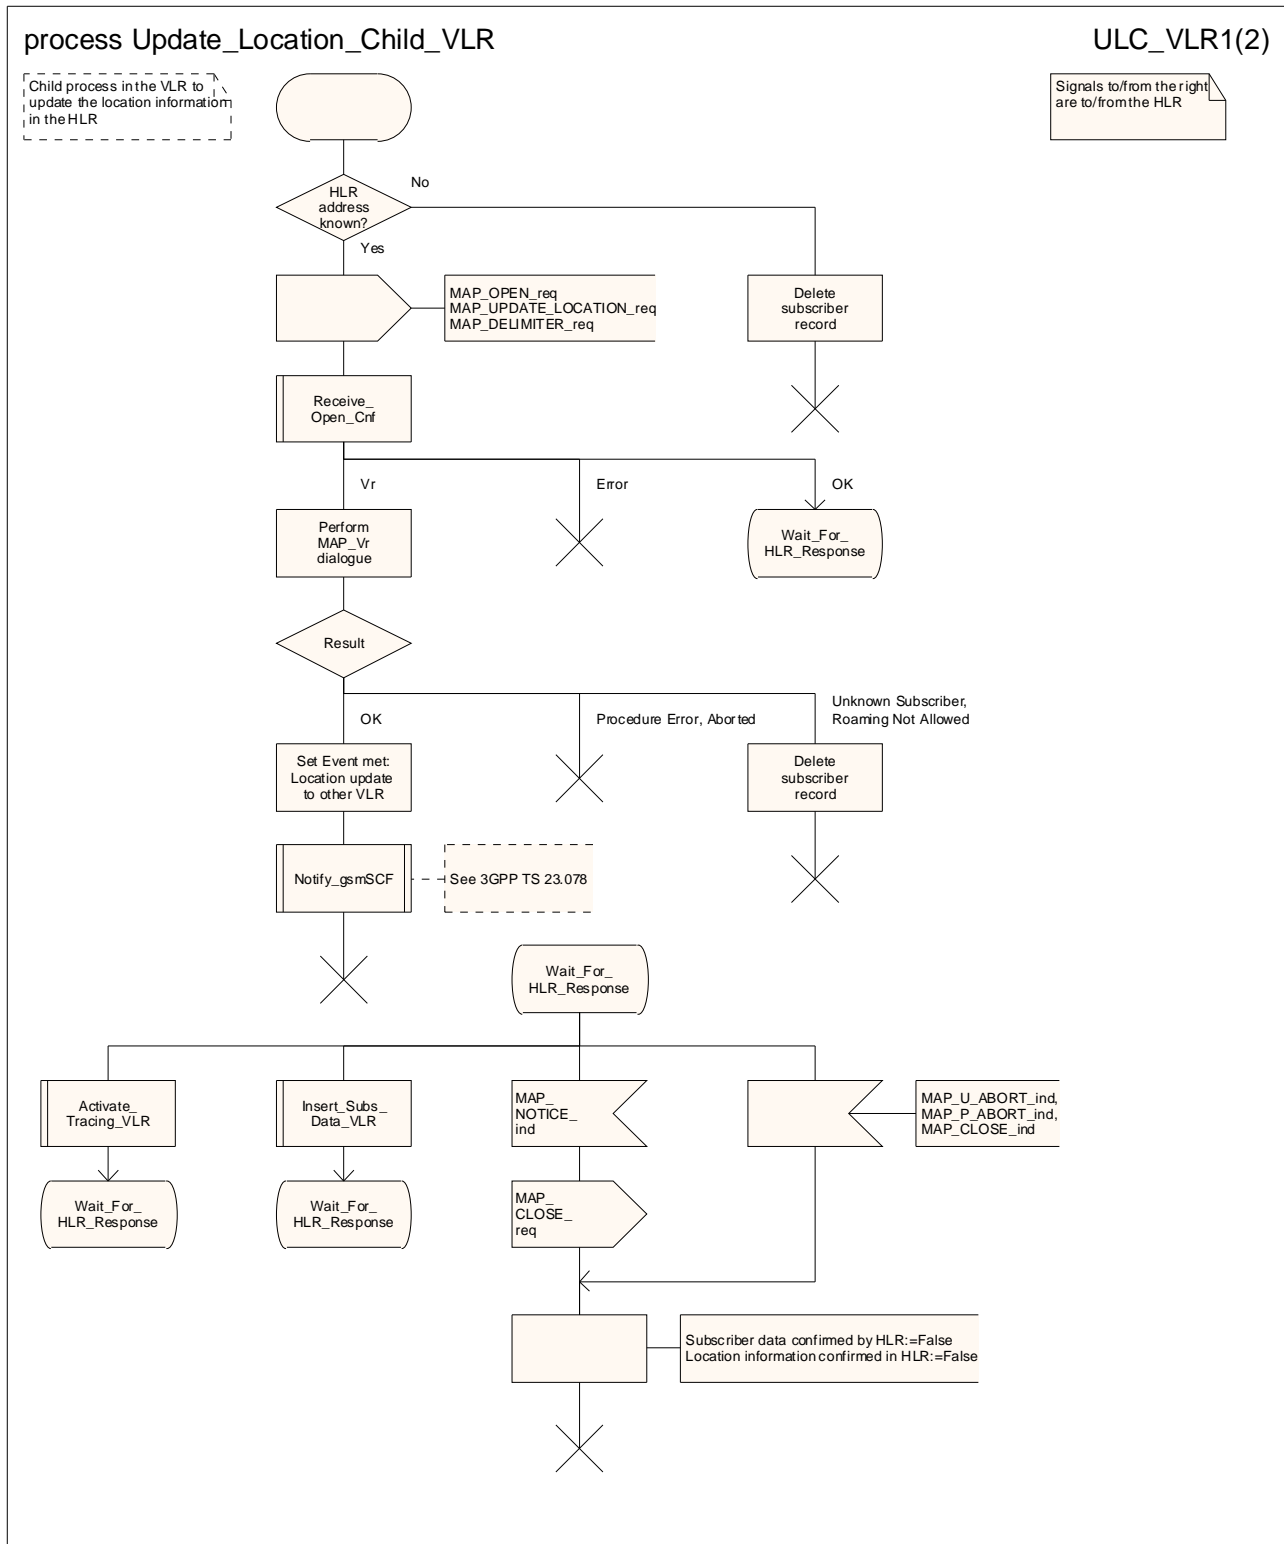 process Update_Location_Child_VLR
ULC_VLR1(2)
Child process in the VLR to
update the location information
in the HLR
Signals to/from the right
are to/from the HLR
HLR
address
known?
No
Yes
MAP_OPEN_req
MAP_UPDATE_LOCATION_req
MAP_DELIMITER_req
Delete
subscriber
record
Receive_
Open_Cnf
Vr
Error
OK
Perform
MAP_Vr
dialogue
Wait_For_
HLR_Response
Result
OK
Procedure Error, Aborted
Unknown Subscriber,
Roaming Not Allowed
Set Event met:
Location update
to other VLR
Delete
subscriber
record
Notify_gsmSCF
See 3GPP TS 23.078
Wait_For_
HLR_Response
Activate_
Tracing_VLR
Insert_Subs_
Data_VLR
MAP_
NOTICE_
ind
MAP_U_ABORT_ind,
MAP_P_ABORT_ind,
MAP_CLOSE_ind
Wait_For_
HLR_Response
Wait_For_
HLR_Response
MAP_
CLOSE_
req
Subscriber data confirmed by HLR:=False
Location information confirmed in HLR:=False